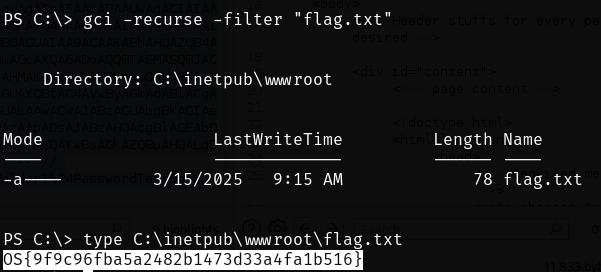 PS C:\> gci -recurse -filter "flag.txt"
Directory: C:\inetpub\wwwroot
Mode LastWriteTime Length Name
---- ------------- ------ ----
-a---- 3/15/2025 9:15 AM 78 flag.txt
PS C:\> type C:\inetpub\wwwroot\flag.txt
OS{9f9c96fba5a2482b1473d33a4fa1b516}